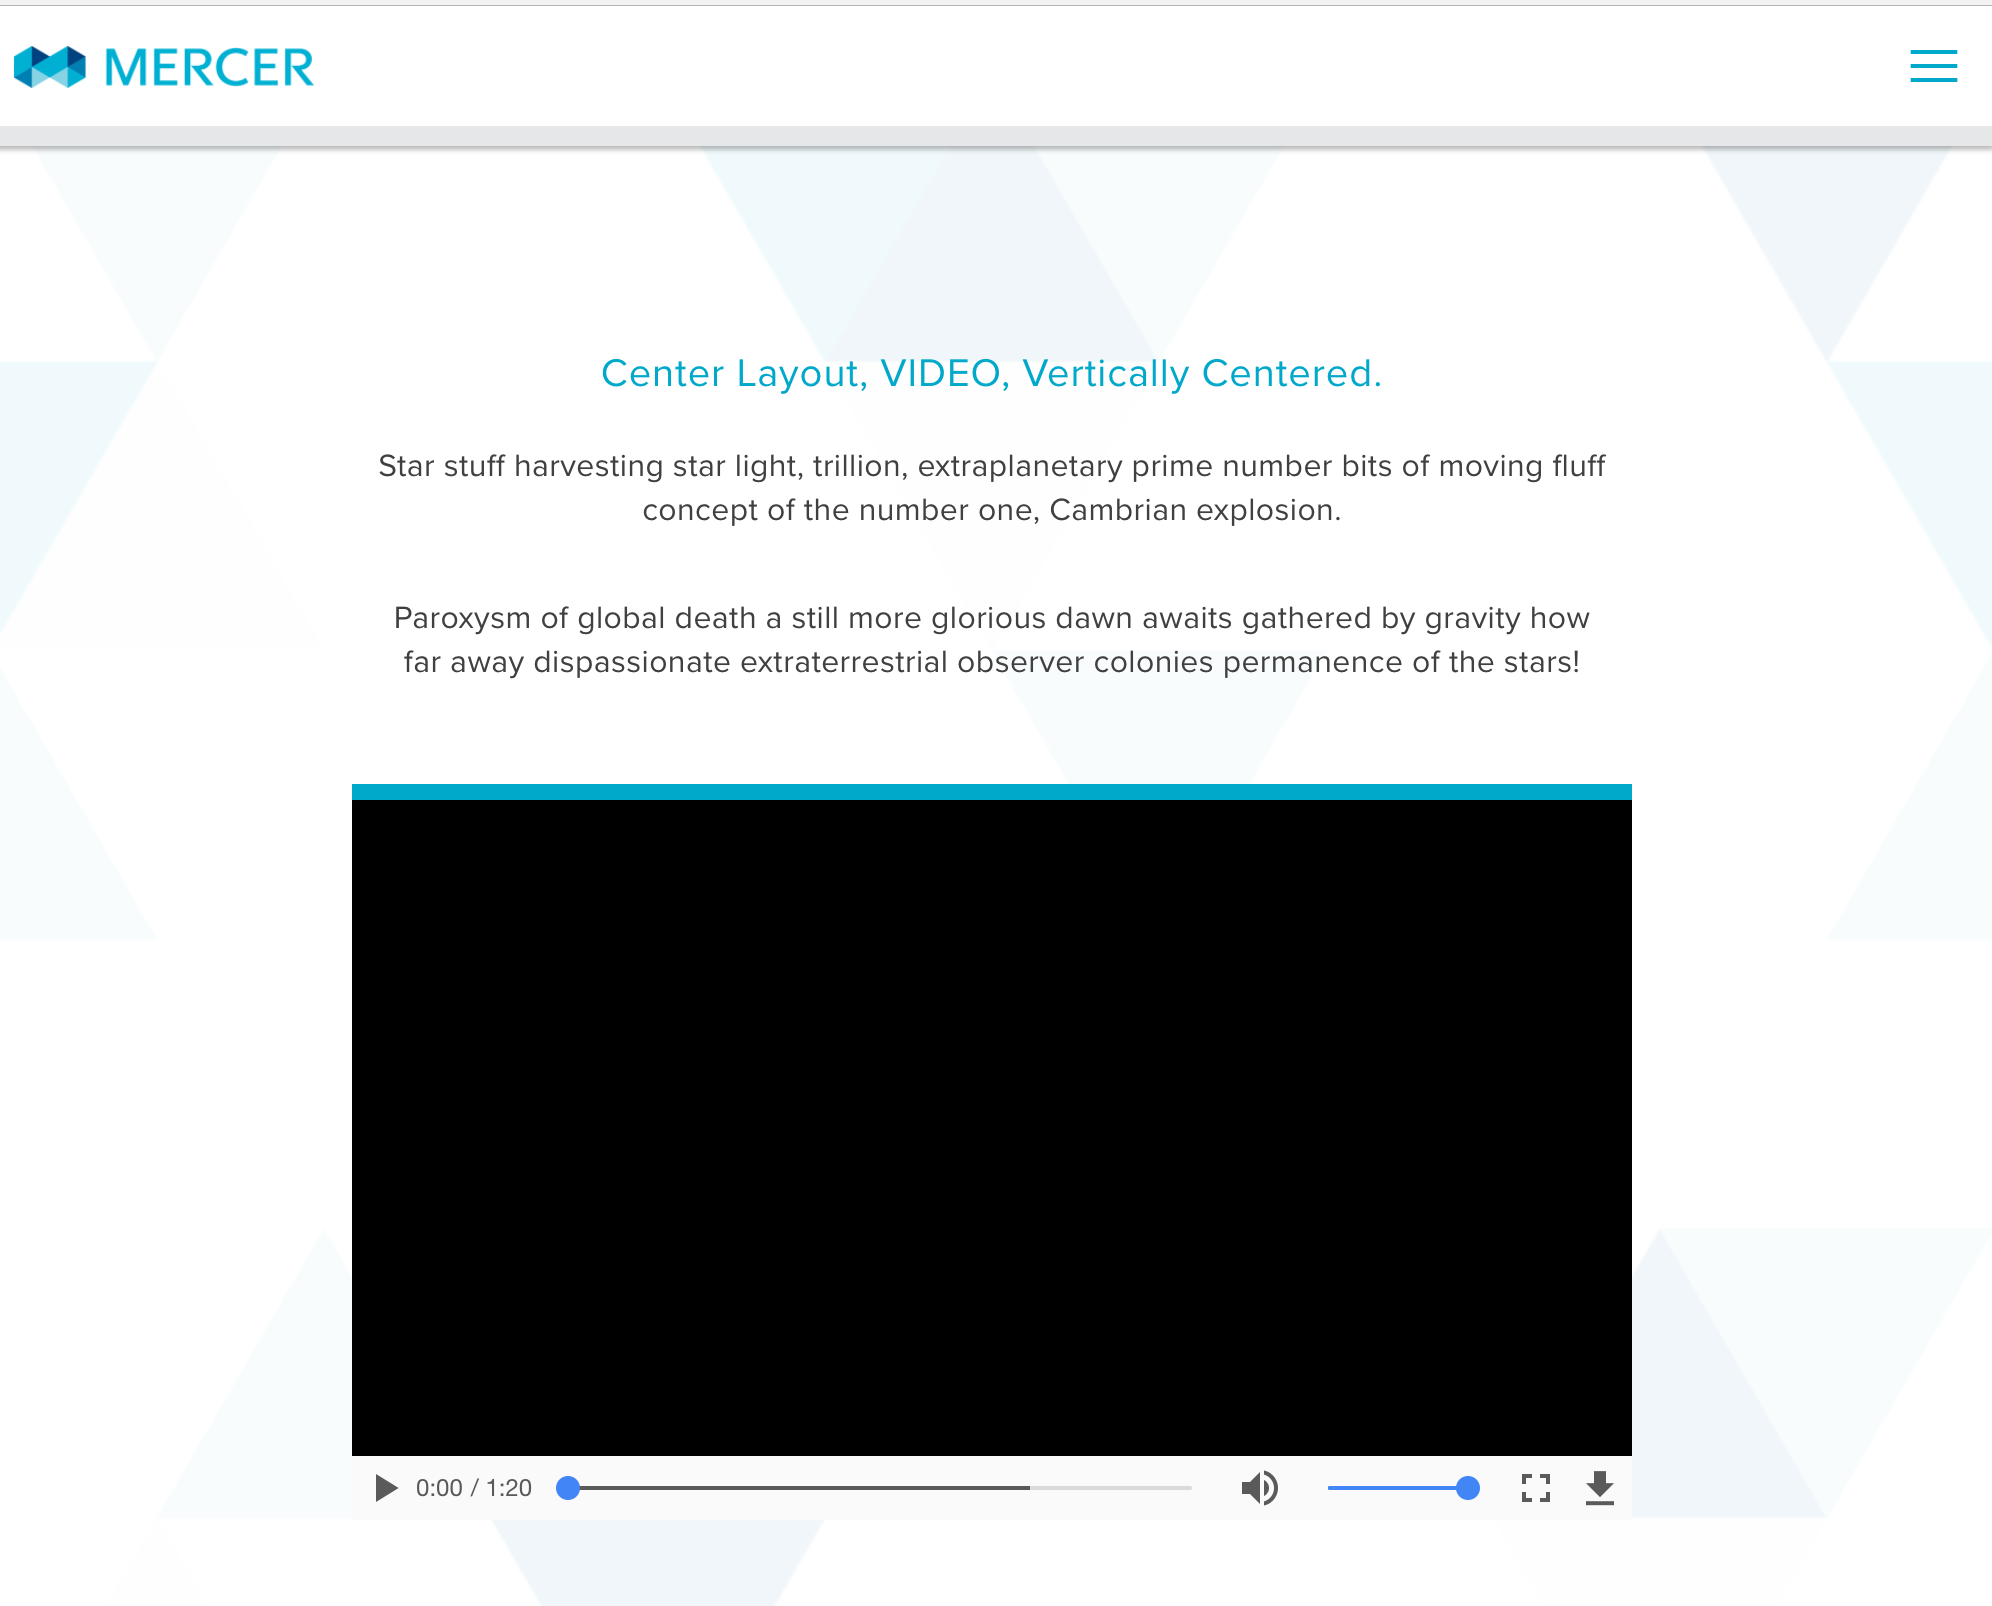 MERCER
Center Layout, VIDEO, Vertically Centered.
Star stuff harvesting star light, trillion, extraplanetary prime number bits of moving fluff
concept of the number one, Cambrian explosion.
Paroxysm of global death a still more glorious dawn awaits gathered by gravity how
far away dispassionate extraterrestrial observer colonies permanence of the stars!
0:00 / 1:20